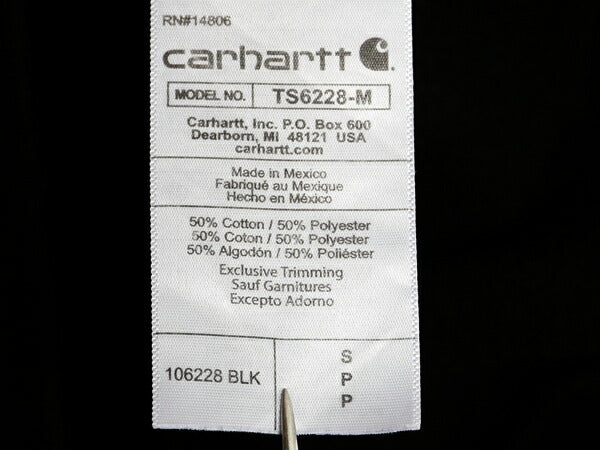 RN#14806
carhartt
MODEL NO. TS6228-M
Carhartt, Inc. P.O. Box 600
Dearborn, MI 48121 USA
carhartt.com
Made in Mexico
Fabriqué au Mexique
Hecho en México
50% Cotton / 50% Polyester
50% Coton / 50% Polyester
50% Algodón / 50% Poliéster
Exclusive Trimming
Sauf Garnitures
Excepto Adorno
106228 BLK
S
P
P